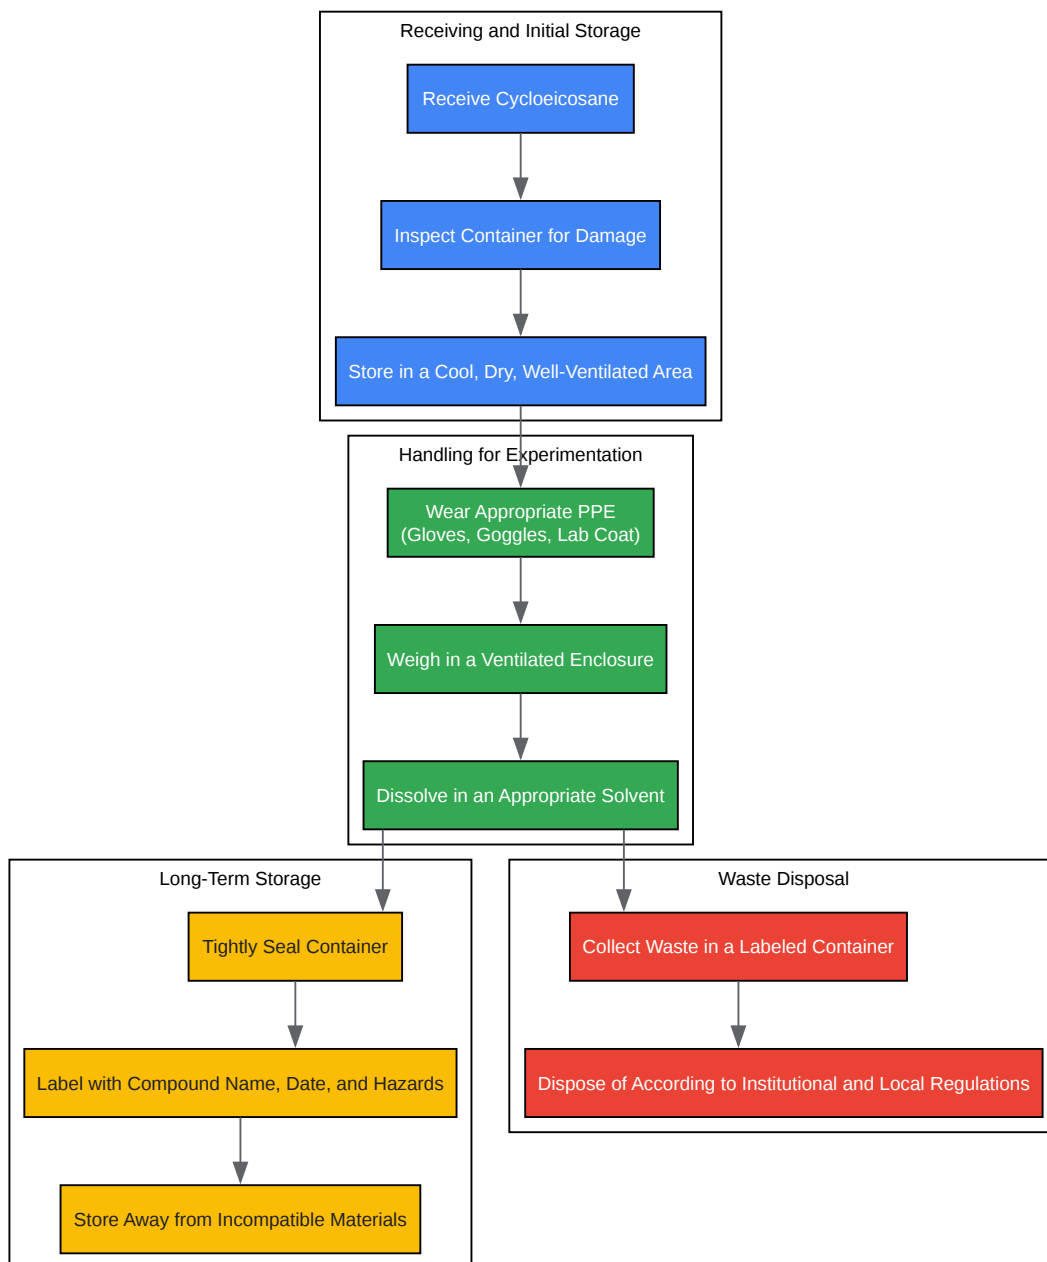 Receiving and Initial Storage
Receive Cycloeicosane
Inspect Container for Damage
Store in a Cool, Dry, Well-Ventilated Area
Handling for Experimentation
Wear Appropriate PPE
(Gloves, Goggles, Lab Coat)
Weigh in a Ventilated Enclosure
Dissolve in an Appropriate Solvent
Long-Term Storage
Tightly Seal Container
Label with Compound Name, Date, and Hazards
Store Away from Incompatible Materials
Waste Disposal
Collect Waste in a Labeled Container
Dispose of According to Institutional and Local Regulations